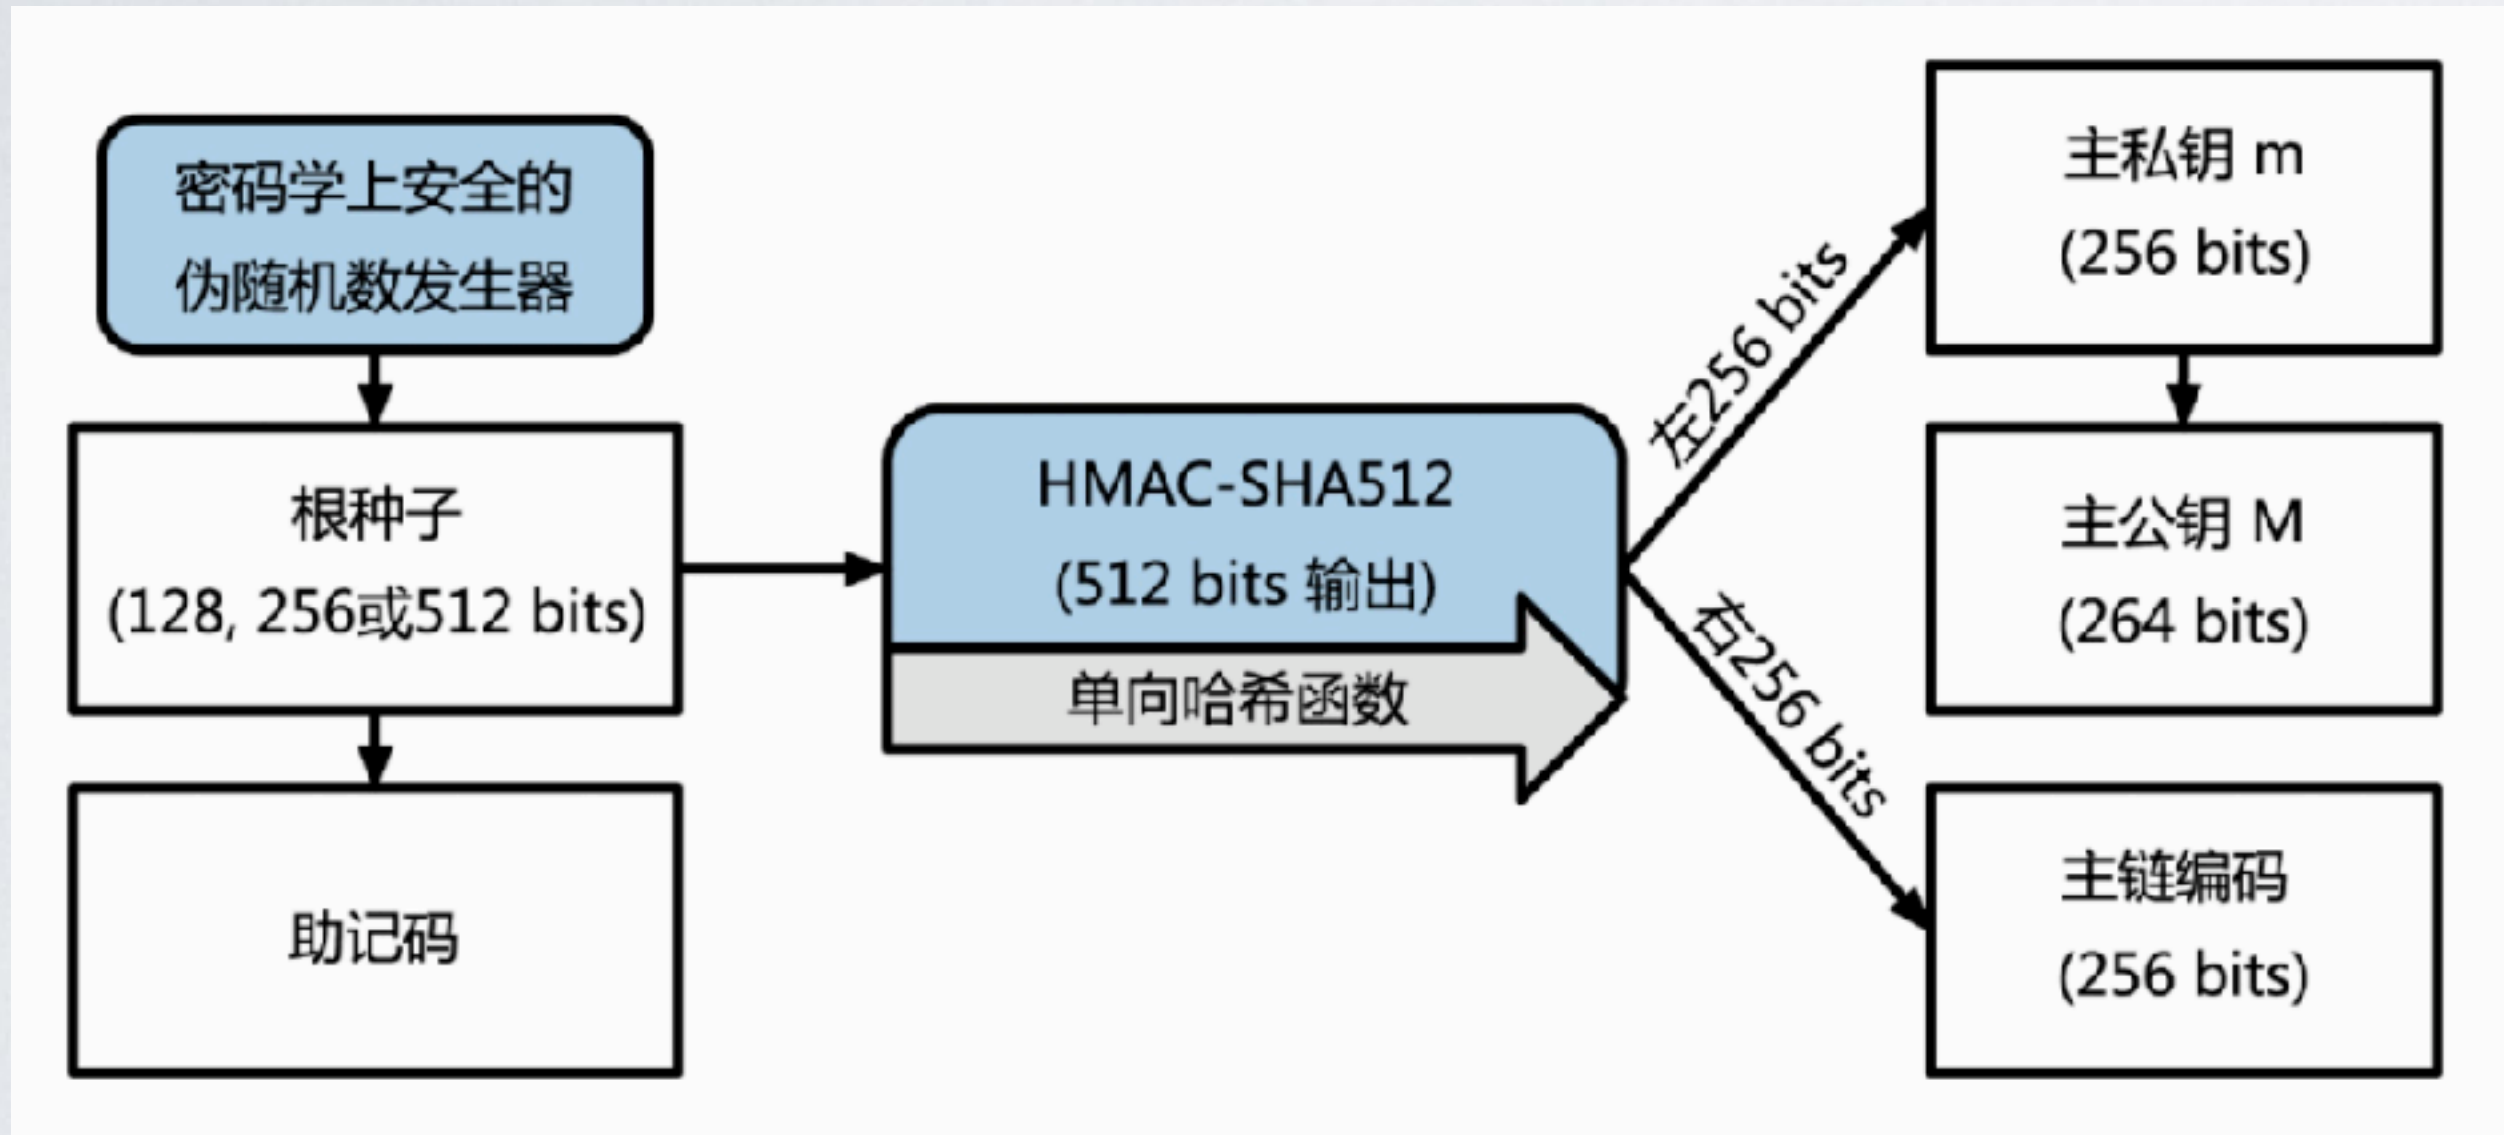 密码学上安全的
伪随机数发生器
根种子
(128, 256或512 bits)
助记码
HMAC-SHA512
(512 bits 输出)
单向哈希函数
左256 bits
右256 bits
主私钥 m
(256 bits)
主公钥 M
(264 bits)
主链编码
(256 bits)